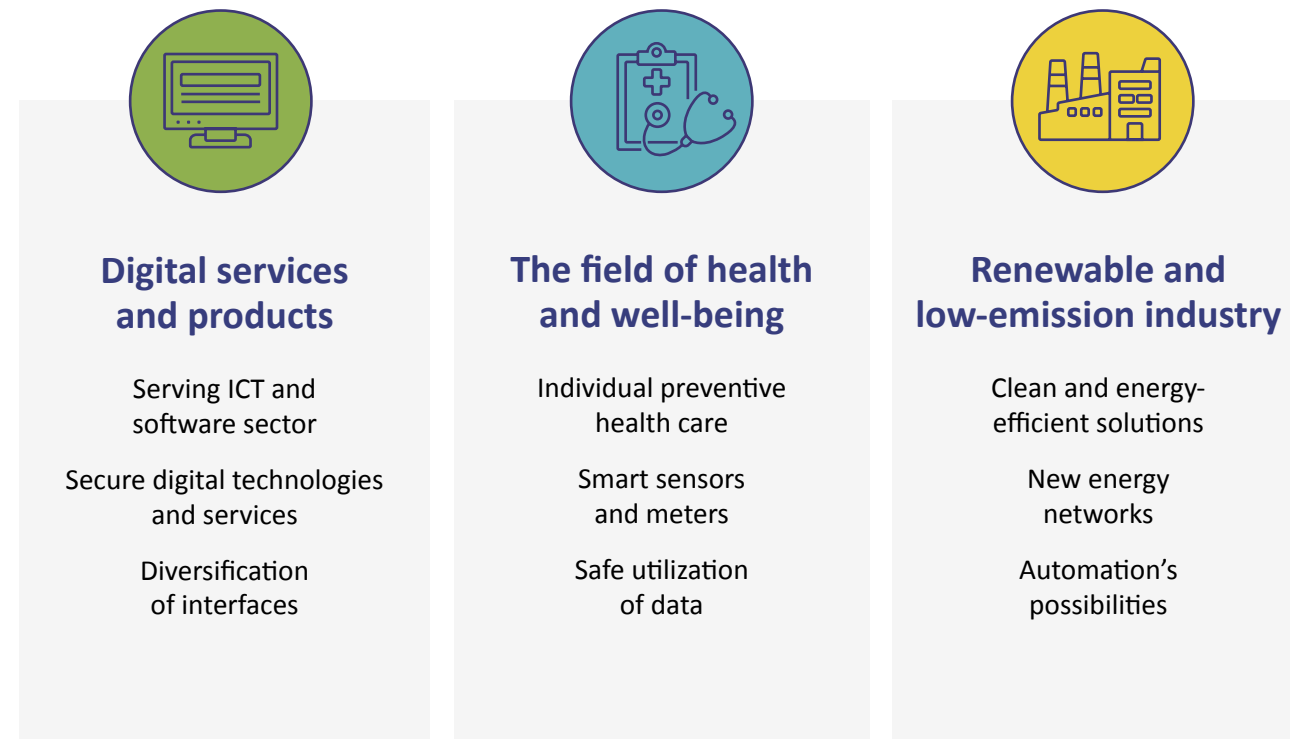 Digital services
and products
Serving ICT and
software sector
Secure digital technologies
and services
Diversification
of interfaces
The field of health
and well-being
Individual preventive
health care
Smart sensors
and meters
Safe utilization
of data
Renewable and
low-emission industry
Clean and energy-
efficient solutions
New energy
networks
Automation’s
possibilities